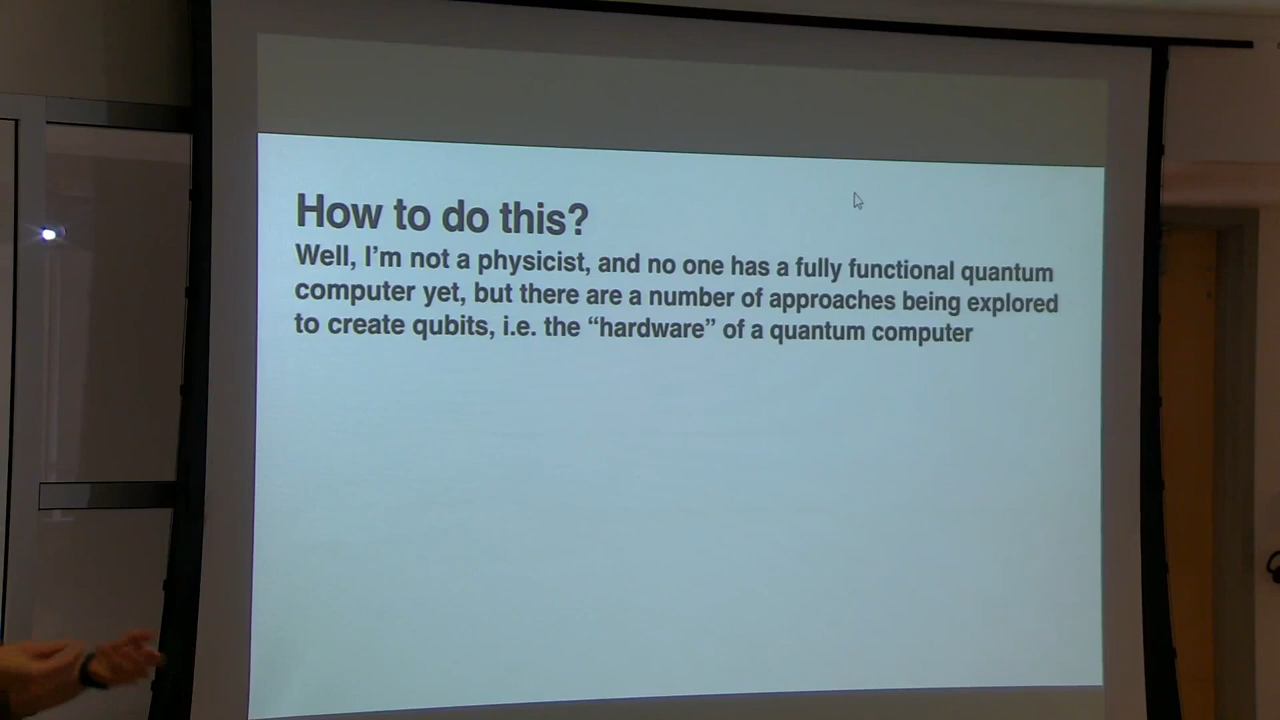 How to do this?
Well, I'm not a physicist, and no one has a fully functional quantum
computer yet, but there are a number of approaches being explored
to create qubits, i.e. the “hardware” of a quantum computer